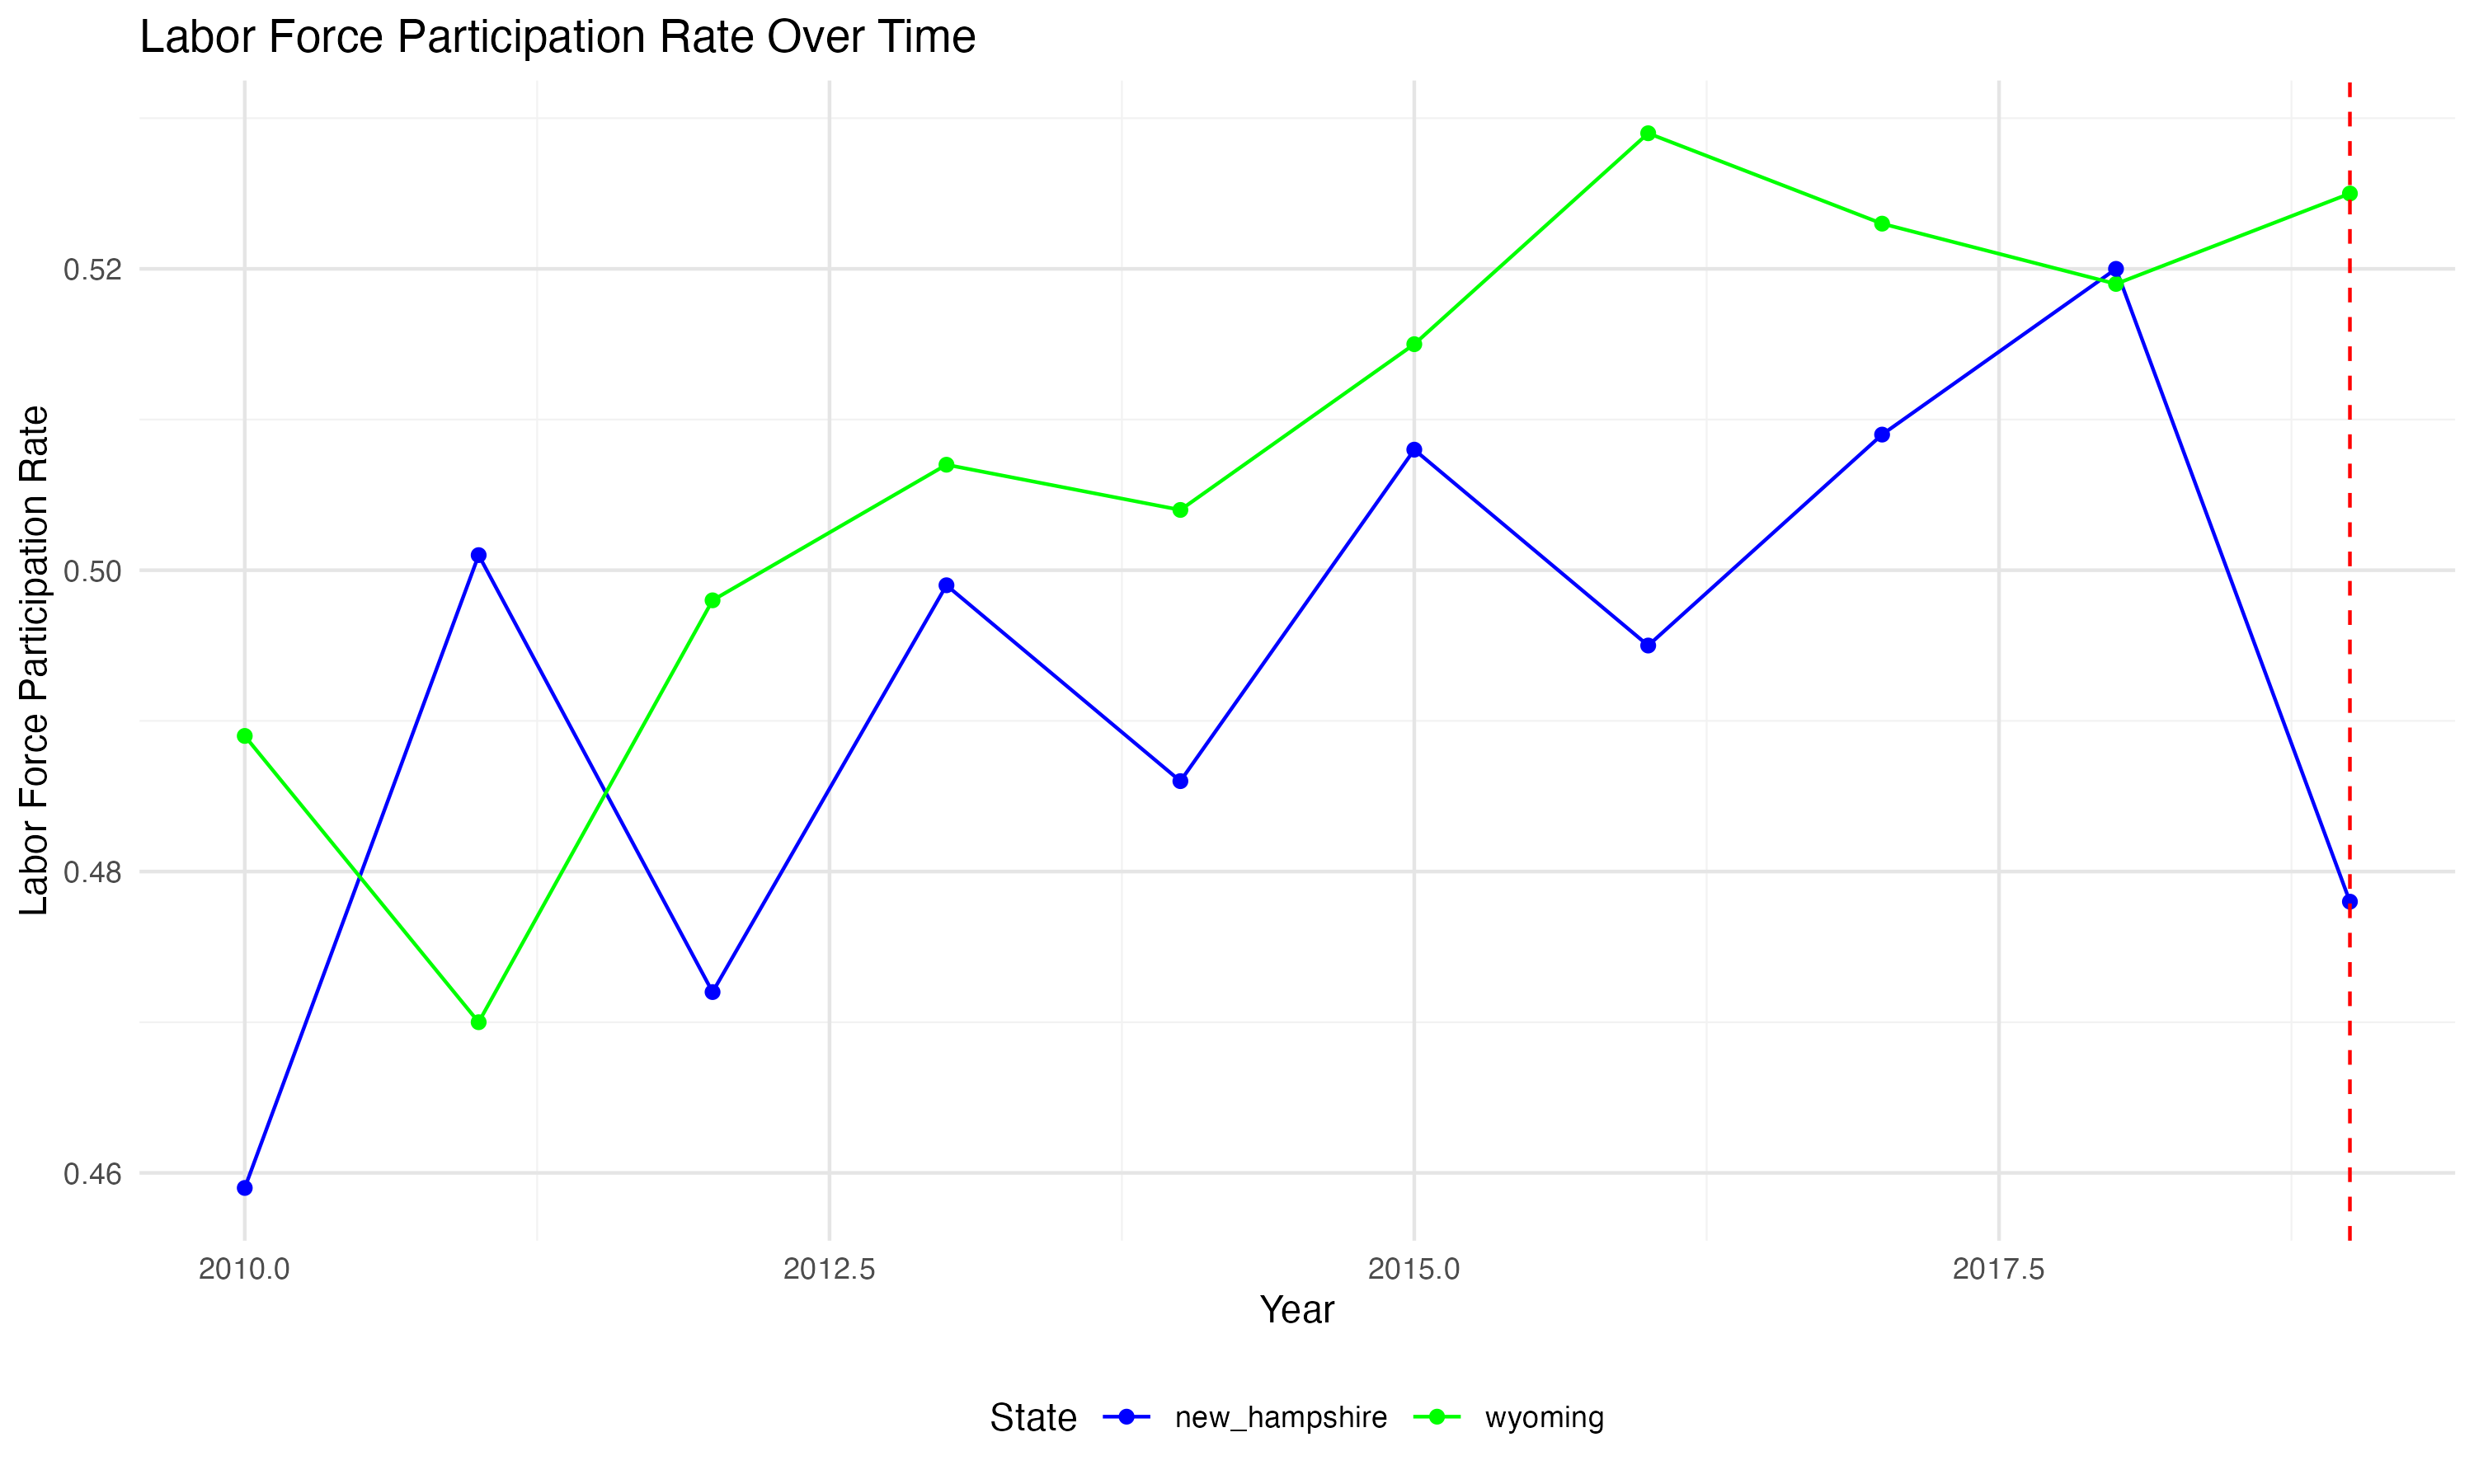 Labor Force Participation Rate Over Time
Labor Force Participation Rate
0.52
0.50
0.48
0.46
2010.0 2012.5 2015.0 2017.5
Year
State new_hampshire wyoming